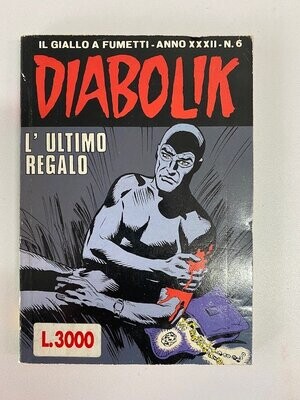 IL GIALLO A FUMETTI - ANNO XXXII - N. 6
DIABOLIK
L' ULTIMO
REGALO
L.3000